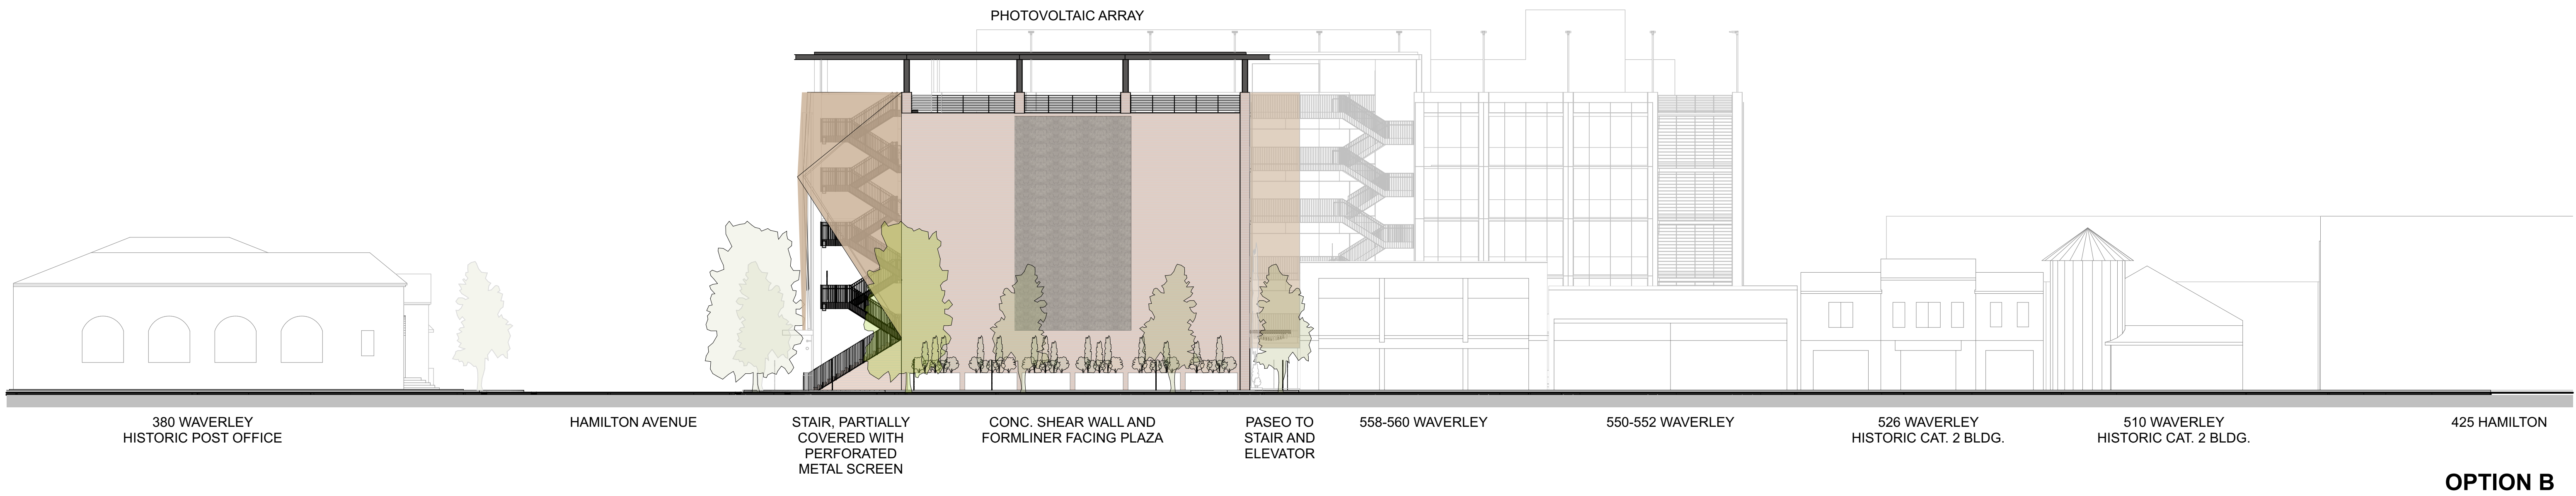 PHOTOVOLTAIC ARRAY
380 WAVERLEY
HISTORIC POST OFFICE
HAMILTON AVENUE
STAIR, PARTIALLY
COVERED WITH
PERFORATED
METAL SCREEN
CONC. SHEAR WALL AND
FORMLINER FACING PLAZA
PASEO TO
STAIR AND
ELEVATOR
558-560 WAVERLEY
550-552 WAVERLEY
526 WAVERLEY
HISTORIC CAT. 2 BLDG.
510 WAVERLEY
HISTORIC CAT. 2 BLDG.
425 HAMILTON
OPTION B